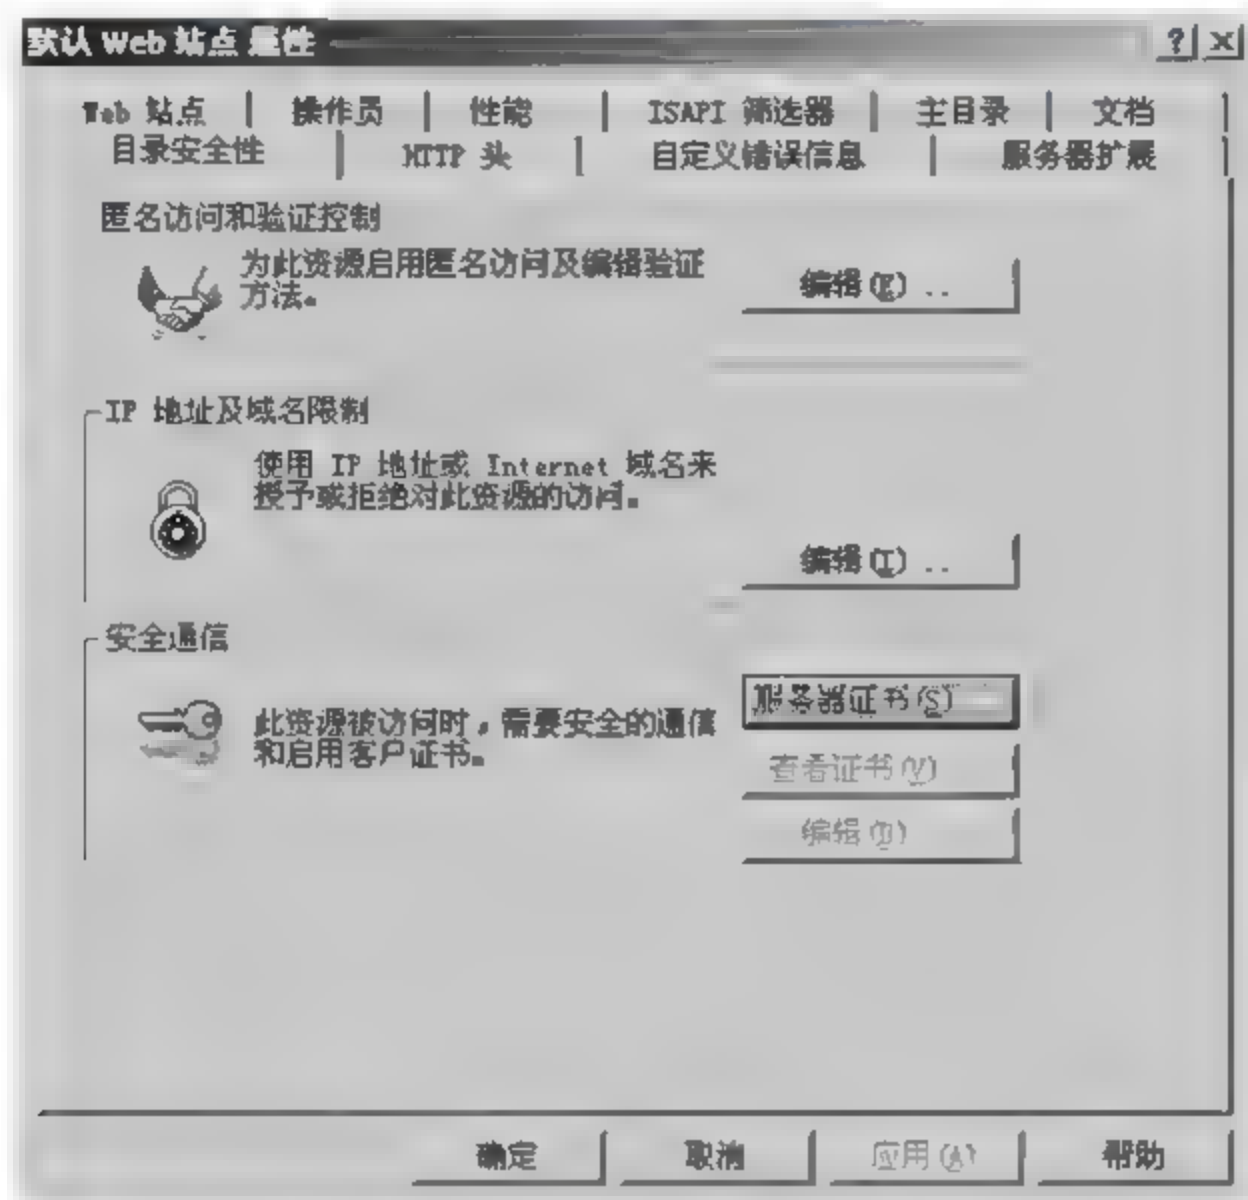 默认 Web 站点 属性
Web 站点 操作员 性能 ISAPI 筛选器 主目录 文档
目录安全性 HTTP 头 自定义错误信息 服务器扩展
匿名访问和验证控制
为此资源启用匿名访问及编辑验证
方法。
编辑(E)...
IP 地址及域名限制
使用 IP 地址或 Internet 域名来
授予或拒绝对此资源的访问。
编辑(I)...
安全通信
此资源被访问时，需要安全的通信
和启用客户证书。
服务器证书(S)
查看证书(V)
编辑(D)
确定 取消 应用(A) 帮助